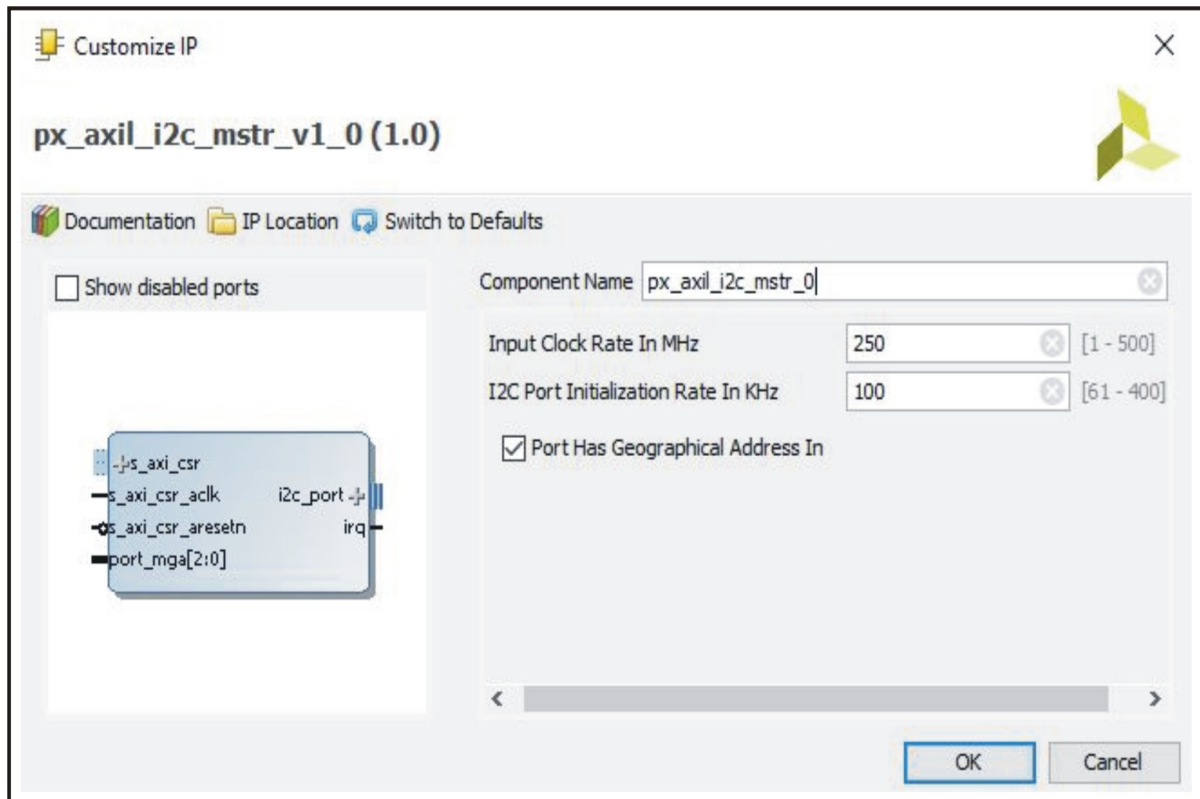 Customize IP
px_axil_i2c_mstr_v1_0 (1.0)
Documentation IP Location Switch to Defaults
Show disabled ports
Component Name px_axil_i2c_mstr_0
Input Clock Rate In MHz 250 [1 - 500]
I2C Port Initialization Rate In KHz 100 [61 - 400]
Port Has Geographical Address In
s_axi_csr
s_axi_csr_aclk i2c_port
s_axi_csr_aresetn irq
port_mga[2:0]
OK Cancel